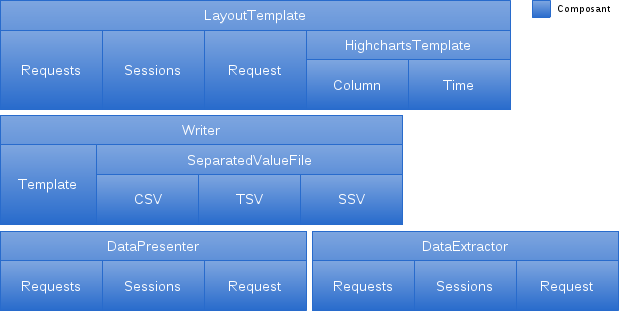 LayoutTemplate
Composant
Requests
Sessions
Request
HighchartsTemplate
Column
Time
Writer
Template
SeparatedValueFile
CSV
TSV
SSV
DataPresenter
Requests
Sessions
Request
DataExtractor
Requests
Sessions
Request